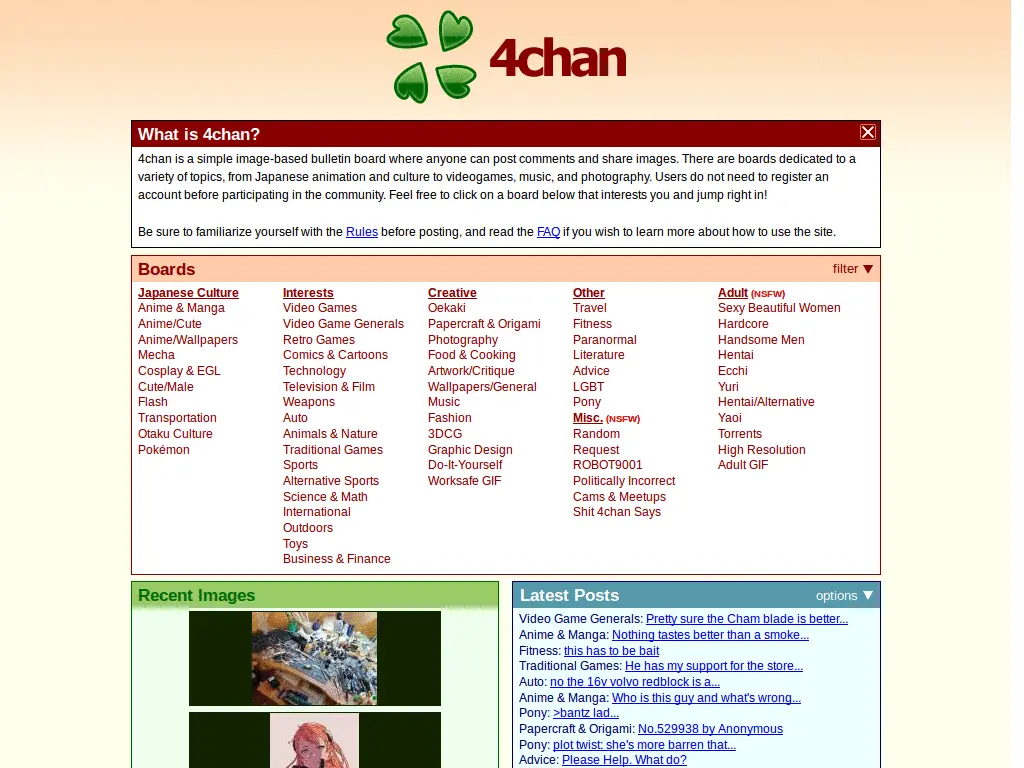 4chan
What is 4chan?
4chan is a simple image-based bulletin board where anyone can post comments and share images. There are boards dedicated to a
variety of topics, from Japanese animation and culture to videogames, music, and photography. Users do not need to register an
account before participating in the community. Feel free to click on a board below that interests you and jump right in!
Be sure to familiarize yourself with the Rules before posting, and read the FAQ if you wish to learn more about how to use the site.
Boards
filter ▼
Japanese Culture
Anime & Manga
Anime/Cute
Anime/Wallpapers
Mecha
Cosplay & EGL
Cute/Male
Flash
Transportation
Otaku Culture
Pokémon
Interests
Video Games
Video Game Generals
Retro Games
Comics & Cartoons
Technology
Television & Film
Weapons
Auto
Animals & Nature
Traditional Games
Sports
Alternative Sports
Science & Math
International
Outdoors
Toys
Business & Finance
Creative
Oekaki
Papercraft & Origami
Photography
Food & Cooking
Artwork/Critique
Wallpapers/General
Music
Fashion
3DCG
Graphic Design
Do-It-Yourself
Worksafe GIF
Other
Travel
Fitness
Paranormal
Literature
Advice
LGBT
Pony
Misc. (NSFW)
Random
Request
ROBOT9001
Politically Incorrect
Cams & Meetups
Shit 4chan Says
Adult (NSFW)
Sexy Beautiful Women
Hardcore
Handsome Men
Hentai
Ecchi
Yuri
Hentai/Alternative
Yaoi
Torrents
High Resolution
Adult GIF
Recent Images
Latest Posts
options ▼
Video Game Generals: Pretty sure the Cham blade is better...
Anime & Manga: Nothing tastes better than a smoke...
Fitness: this has to be bait
Traditional Games: He has my support for the store...
Auto: no the 16v volvo redblock is a...
Anime & Manga: Who is this guy and what's wrong...
Pony: >bantz lad...
Papercraft & Origami: No.529938 by Anonymous
Pony: plot twist: she's more barren that...
Advice: Please Help. What do?